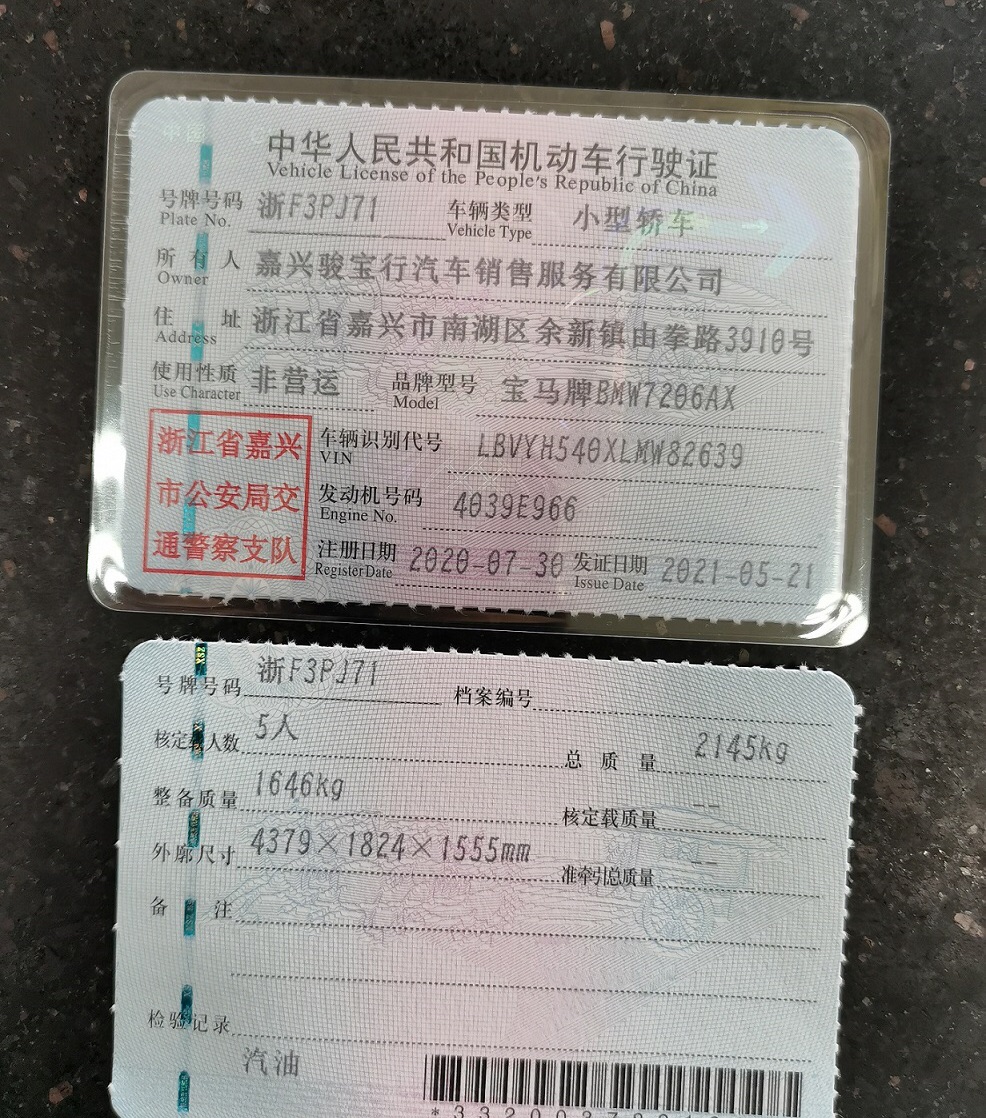 中华人民共和国机动车行驶证
Vehicle License of the People's Republic of China
号牌号码 Plate No. 浙F3PJ71 车辆类型 Vehicle Type 小型轿车
所有人 Owner 嘉兴骏宝行汽车销售服务有限公司
住址 Address 浙江省嘉兴市南湖区余新镇由拳路3910号
使用性质 Use Character 非营运 品牌型号 Model 宝马牌BMW7206AX
浙江省嘉兴
市公安局交
通警察支队
车辆识别代号 VIN LBVYH540XLMW82639
发动机号码 Engine No. 4039E966
注册日期 Register Date 2020-07-30 发证日期 Issue Date 2021-05-21
号牌号码 浙F3PJ71 档案编号
核定载人数 5人 总质量 2145kg
整备质量 1646kg 核定载质量 --
外廓尺寸 4379×1824×1555mm 准牵引总质量 --
备注
检验记录
汽油